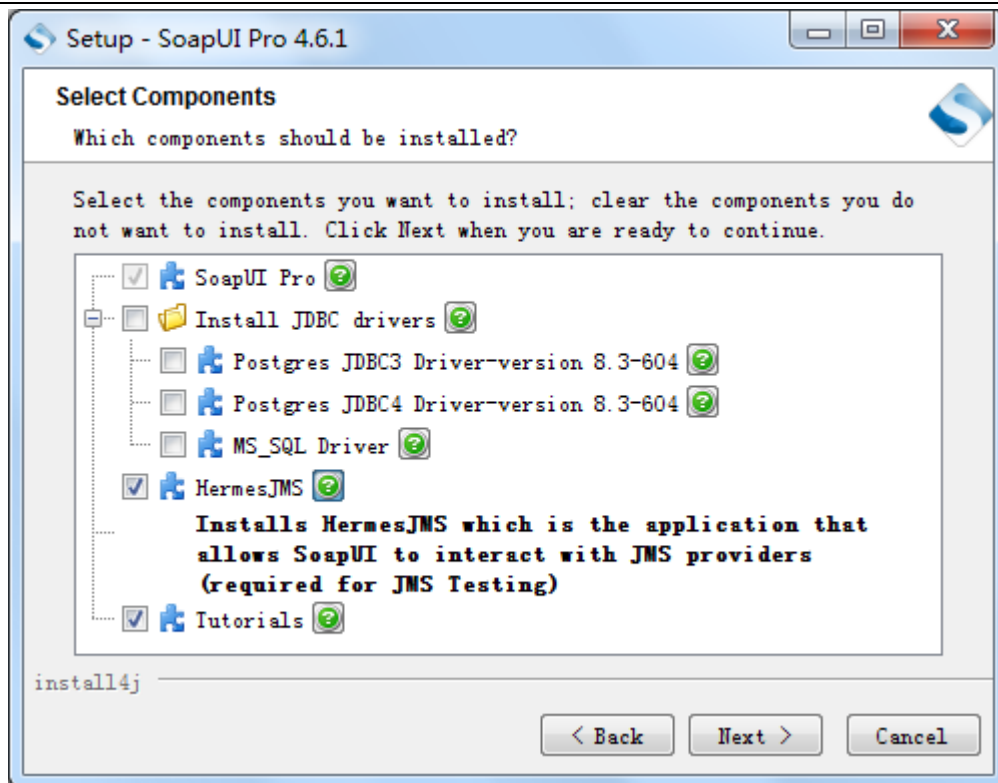 Setup - SoapUI Pro 4.6.1
Select Components
Which components should be installed?
Select the components you want to install; clear the components you do
not want to install. Click Next when you are ready to continue.
SoapUI Pro
Install JDBC drivers
Postgres JDBC3 Driver-version 8.3-604
Postgres JDBC4 Driver-version 8.3-604
MS_SQL Driver
HermesJMS
Installs HermesJMS which is the application that
allows SoapUI to interact with JMS providers
(required for JMS Testing)
Tutorials
install4j
< Back Next > Cancel